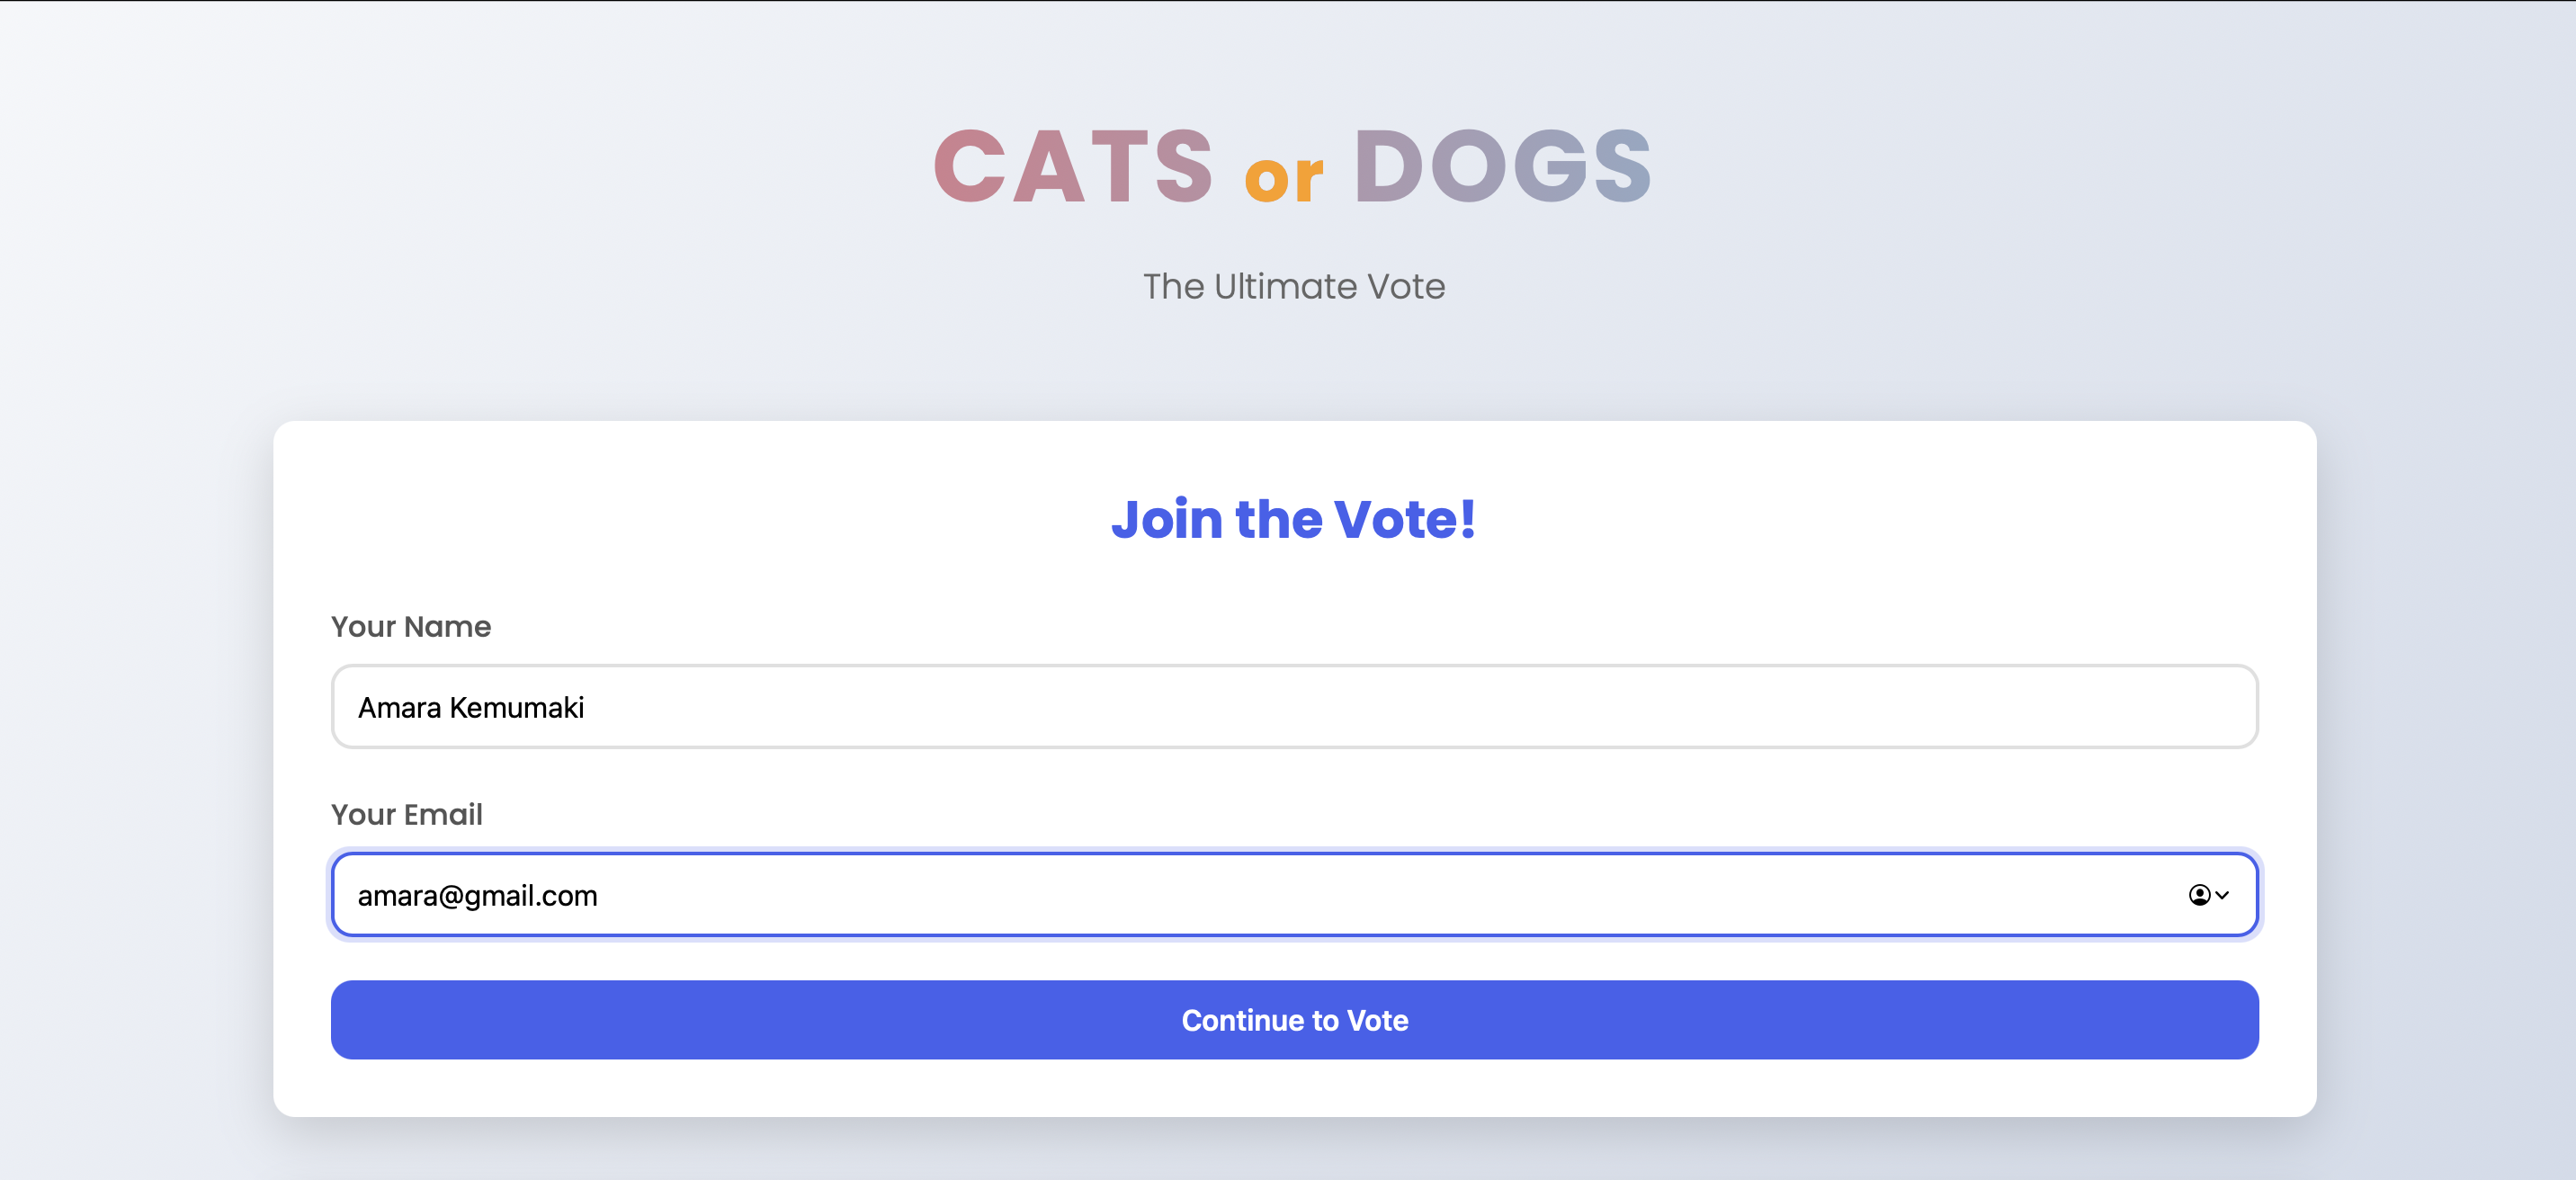 CATS or DOGS
The Ultimate Vote
Join the Vote!
Your Name
Amara Kemumaki
Your Email
amara@gmail.com
Continue to Vote